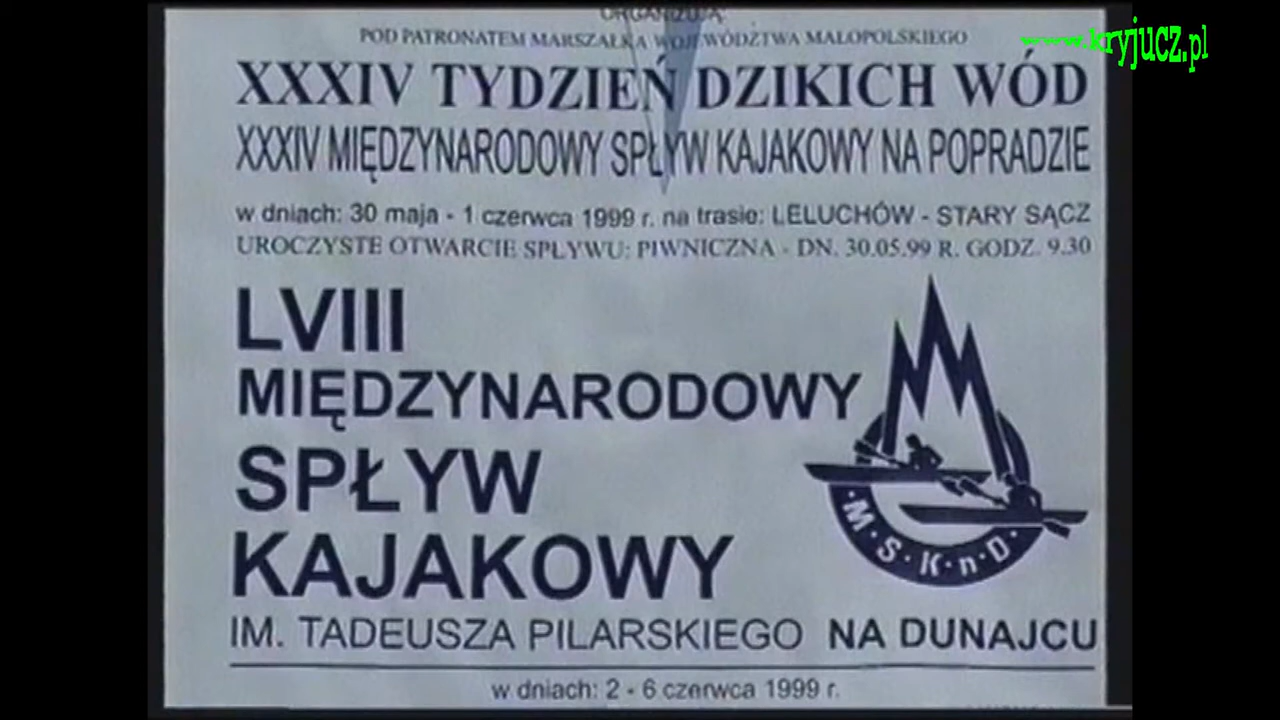 ORGANIZUJĄ:
POD PATRONATEM MARSZAŁKA WOJEWÓDZTWA MAŁOPOLSKIEGO
www.kryjucz.pl
XXXIV TYDZIEŃ DZIKICH WÓD
XXXIV MIĘDZYNARODOWY SPŁYW KAJAKOWY NA POPRADZIE
w dniach: 30 maja - 1 czerwca 1999 r. na trasie: LELUCHÓW - STARY SĄCZ
UROCZYSTE OTWARCIE SPŁYWU: PIWNICZNA - DN. 30.05.99 R. GODZ. 9.30
LVIII
MIĘDZYNARODOWY
SPŁYW
KAJAKOWY
M·S·K·n·D
IM. TADEUSZA PILARSKIEGO NA DUNAJCU
w dniach: 2 - 6 czerwca 1999 r.